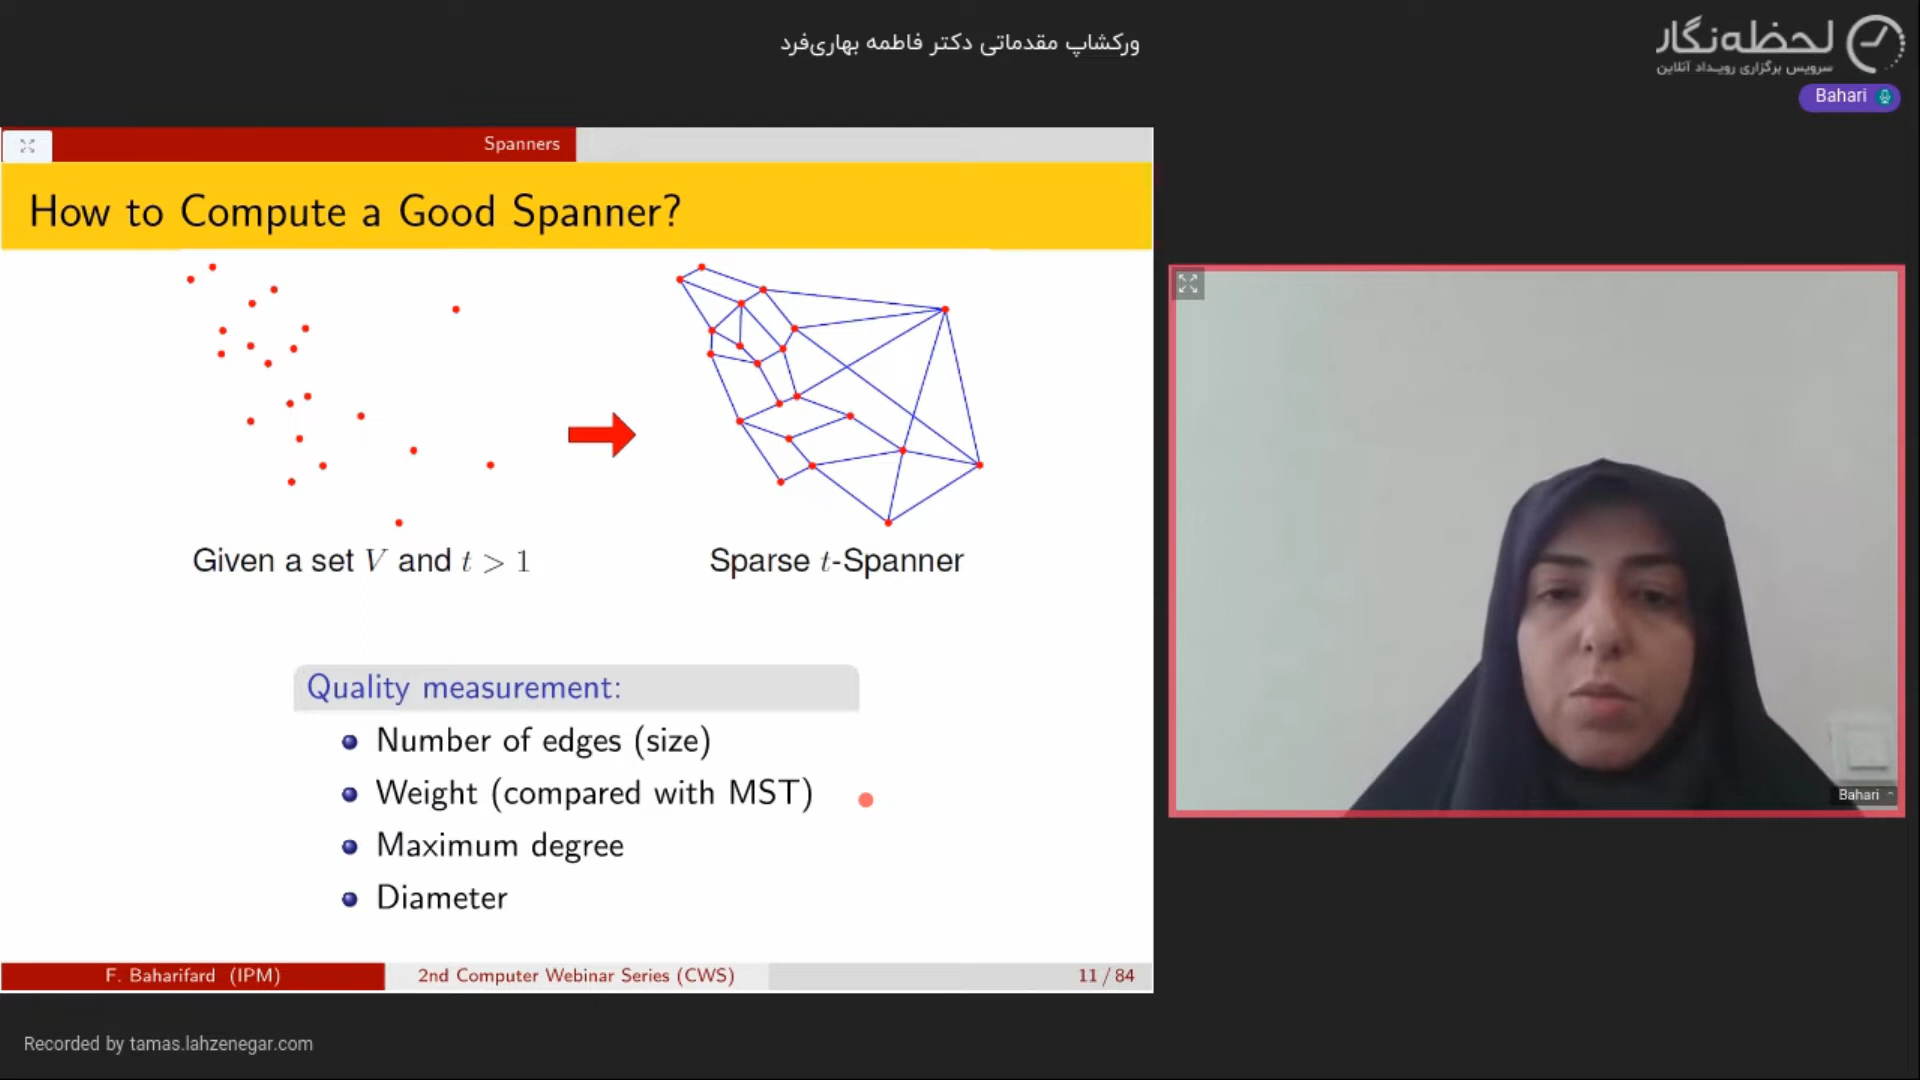 ورکشاپ مقدماتی دکتر فاطمه بهاری‌فرد
لحظه‌نگار
سرویس برگزاری رویداد آنلاین
Bahari
Spanners
How to Compute a Good Spanner?
Given a set V and t > 1
Sparse t-Spanner
Quality measurement:
Number of edges (size)
Weight (compared with MST)
Maximum degree
Diameter
Bahari
F. Baharifard (IPM)
2nd Computer Webinar Series (CWS)
11 / 84
Recorded by tamas.lahzenegar.com